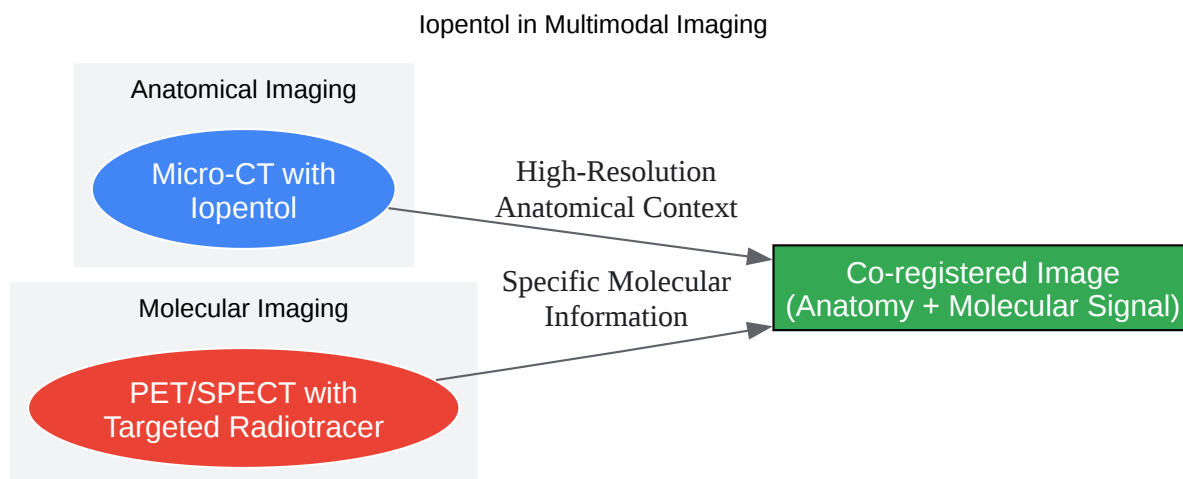 Iopentol in Multimodal Imaging
Anatomical Imaging
Micro-CT with
Iopentol
High-Resolution
Anatomical Context
Co-registered Image
(Anatomy + Molecular Signal)
Specific Molecular
Information
Molecular Imaging
PET/SPECT with
Targeted Radiotracer